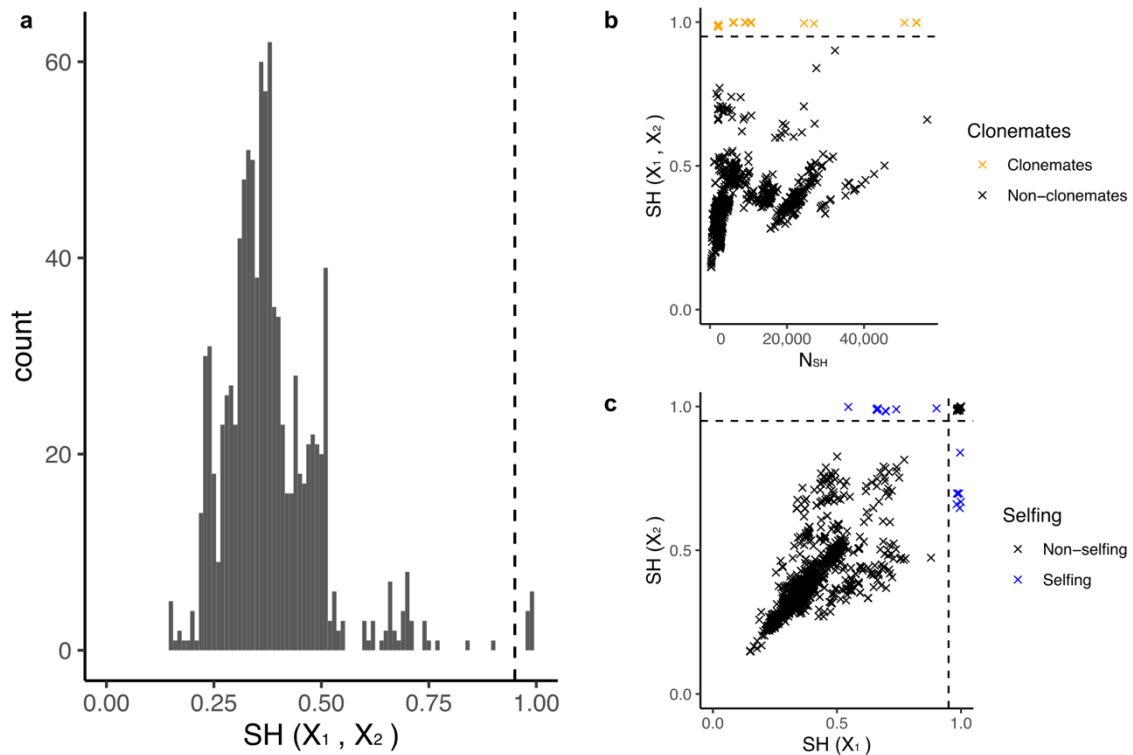 a
60
40
20
0
count
0.00 0.25 0.50 0.75 1.00
SH (X₁ , X₂ )
b
1.0
0.5
0.0
SH (X₁ , X₂ )
0 20,000 40,000
NSH
Clonemates
Clonemates
Non−clonemates
c
1.0
0.5
0.0
SH (X₂)
0.0 0.5 1.0
SH (X₁)
Selfing
Non−selfing
Selfing